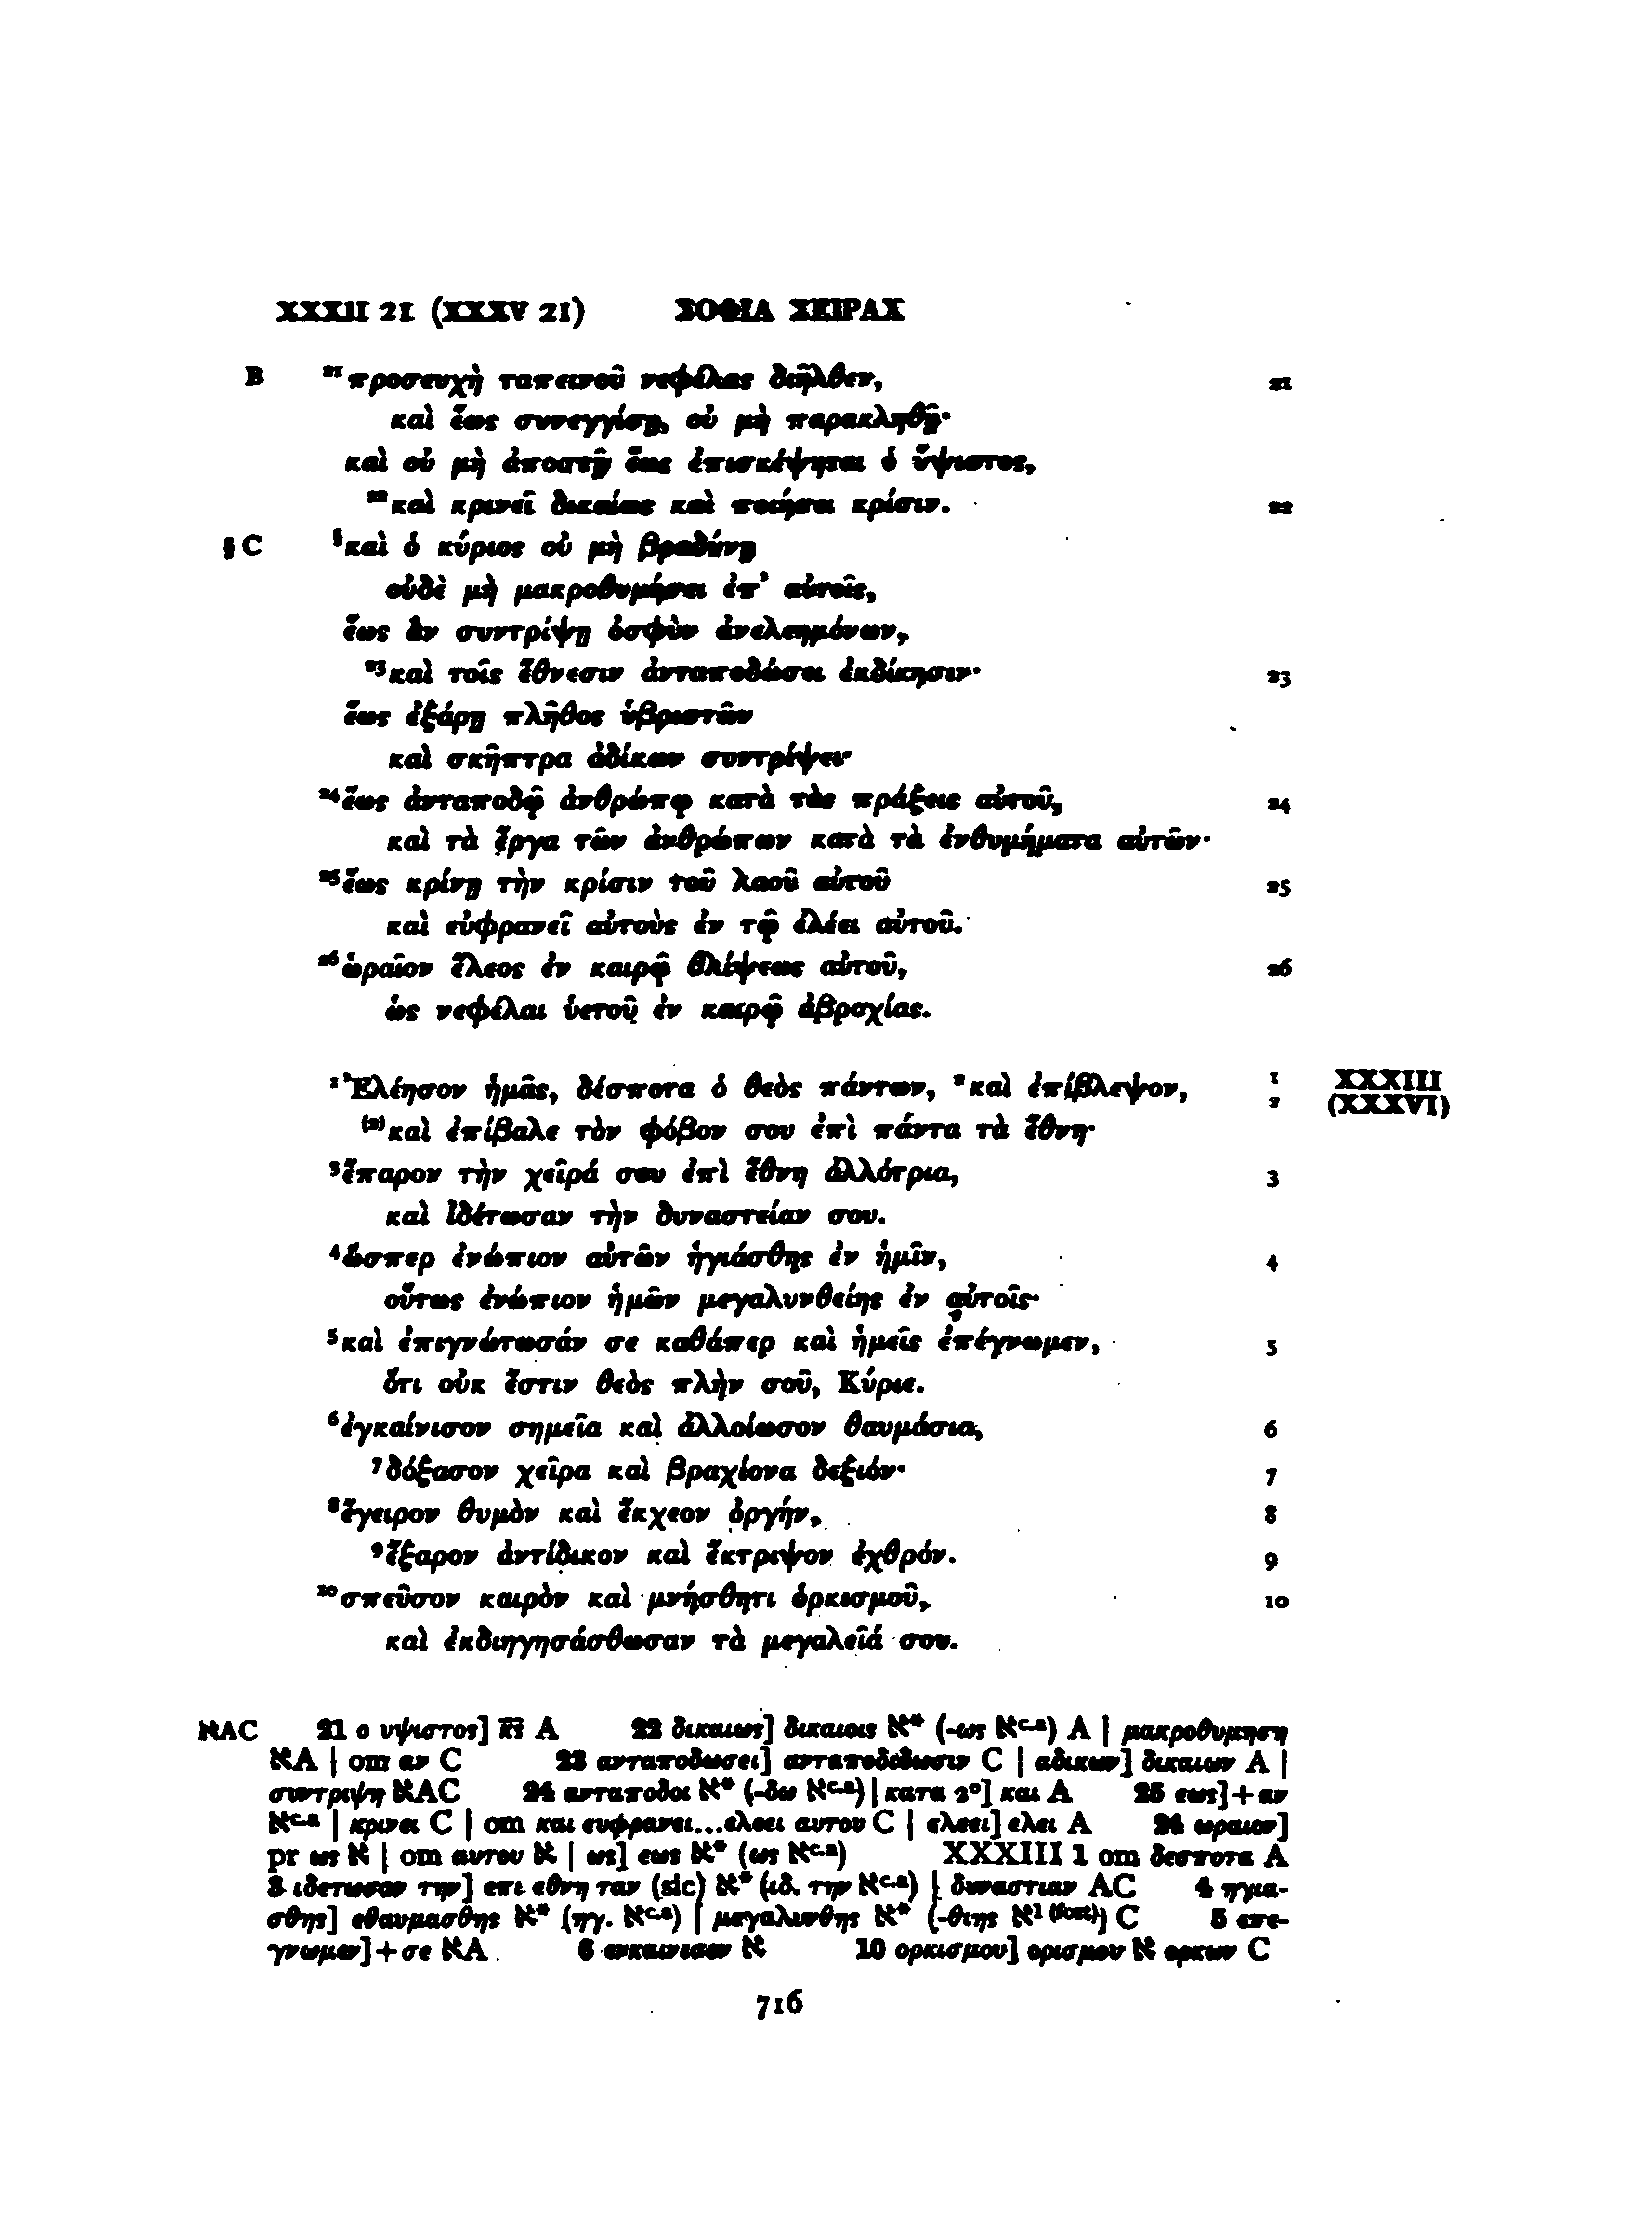 XXXII 21 (XXXV 21) ΣΟΦΙΑ ΣΕΙΡΑΧ
B ²¹προσευχὴ ταπεινοῦ νεφέλας διῆλθεν, 21
καὶ ἕως συνεγγίσῃ, οὐ μὴ παρακληθῇ·
καὶ οὐ μὴ ἀποστῇ ἕως ἐπισκέψηται ὁ ὕψιστος,
²²καὶ κρινεῖ δικαίως καὶ ποιήσει κρίσιν. 22
§ C §καὶ ὁ κύριος οὐ μὴ βραδύνῃ
οὐδὲ μὴ μακροθυμήσει ἐπ’ αὐτοῖς,
ἕως ἂν συντρίψῃ ὀσφὺν ἀνελεημόνων,
²³καὶ τοῖς ἔθνεσιν ἀνταποδώσει ἐκδίκησιν· 23
ἕως ἐξάρῃ πλῆθος ὑβριστῶν
καὶ σκῆπτρα ἀδίκων συντρίψει·
²⁴ἕως ἀνταποδῷ ἀνθρώπῳ κατὰ τὰς πράξεις αὐτοῦ, 24
καὶ τὰ ἔργα τῶν ἀνθρώπων κατὰ τὰ ἐνθυμήματα αὐτῶν·
²⁵ἕως κρίνῃ τὴν κρίσιν τοῦ λαοῦ αὐτοῦ 25
καὶ εὐφρανεῖ αὐτοὺς ἐν τῷ ἐλέει αὐτοῦ.
²⁶ὡραῖον ἔλεος ἐν καιρῷ θλίψεως αὐτοῦ, 26
ὡς νεφέλαι ὑετοῦ ἐν καιρῷ ἀβροχίας.
¹Ἐλέησον ἡμᾶς, δέσποτα ὁ θεὸς πάντων, ²καὶ ἐπίβλεψον, 1 2 XXXIII (XXXVI)
⁽²⁾καὶ ἐπίβαλε τὸν φόβον σου ἐπὶ πάντα τὰ ἔθνη·
³ἔπαρον τὴν χεῖρά σου ἐπὶ ἔθνη ἀλλότρια, 3
καὶ ἰδέτωσαν τὴν δυναστείαν σου.
⁴ὥσπερ ἐνώπιον αὐτῶν ἡγιάσθης ἐν ἡμῖν, 4
οὕτως ἐνώπιον ἡμῶν μεγαλυνθείης ἐν αὐτοῖς·
⁵καὶ ἐπιγνώτωσάν σε καθάπερ καὶ ἡμεῖς ἐπέγνωμεν, 5
ὅτι οὐκ ἔστιν θεὸς πλὴν σοῦ, Κύριε.
⁶ἐγκαίνισον σημεῖα καὶ ἀλλοίωσον θαυμάσια, 6
⁷δόξασον χεῖρα καὶ βραχίονα δεξιόν· 7
⁸ἔγειρον θυμὸν καὶ ἔκχεον ὀργήν, 8
⁹ἔξαρον ἀντίδικον καὶ ἔκτριψον ἐχθρόν. 9
¹⁰σπεῦσον καιρὸν καὶ μνήσθητι ὁρκισμοῦ, 10
καὶ ἐκδιηγησάσθωσαν τὰ μεγαλεῖά σου.
אAC 21 ο υψιστος] κ̅ς̅ A 22 δικαιως] δικαιοις א* (-ως אc.a) A | μακροθυμηση
אA | om αν C 23 ανταποδωσει] ανταποδιδωσιν C | αδικων] δικαιων A |
συντριψη אAC 24 ανταποδοι א* (-δω אc.a) | κατα 2°] και A 25 εως]+αν
אc.a | κρινει C | om και ευφρανει...ελεει αυτου C | ελεει] ελει A 26 ωραιον]
pr ως א | om αυτου א | ως] εως א* (ως אc.a) XXXIII 1 om δεσποτα A
3 ιδετωσαν την] επι εθνη ταν (sic) א* (ιδ. την אc.a) | δυναστιαν AC 4 ηγια-
σθης] εθαυμασθης א* (ηγ. אc.a) | μεγαλυνθης א* (-θιης א1 (fort)) C 5 επε-
γνωμεν]+σε אA 6 ενκαινισον א 10 ορκισμου] ορισμου א ορκων C
716